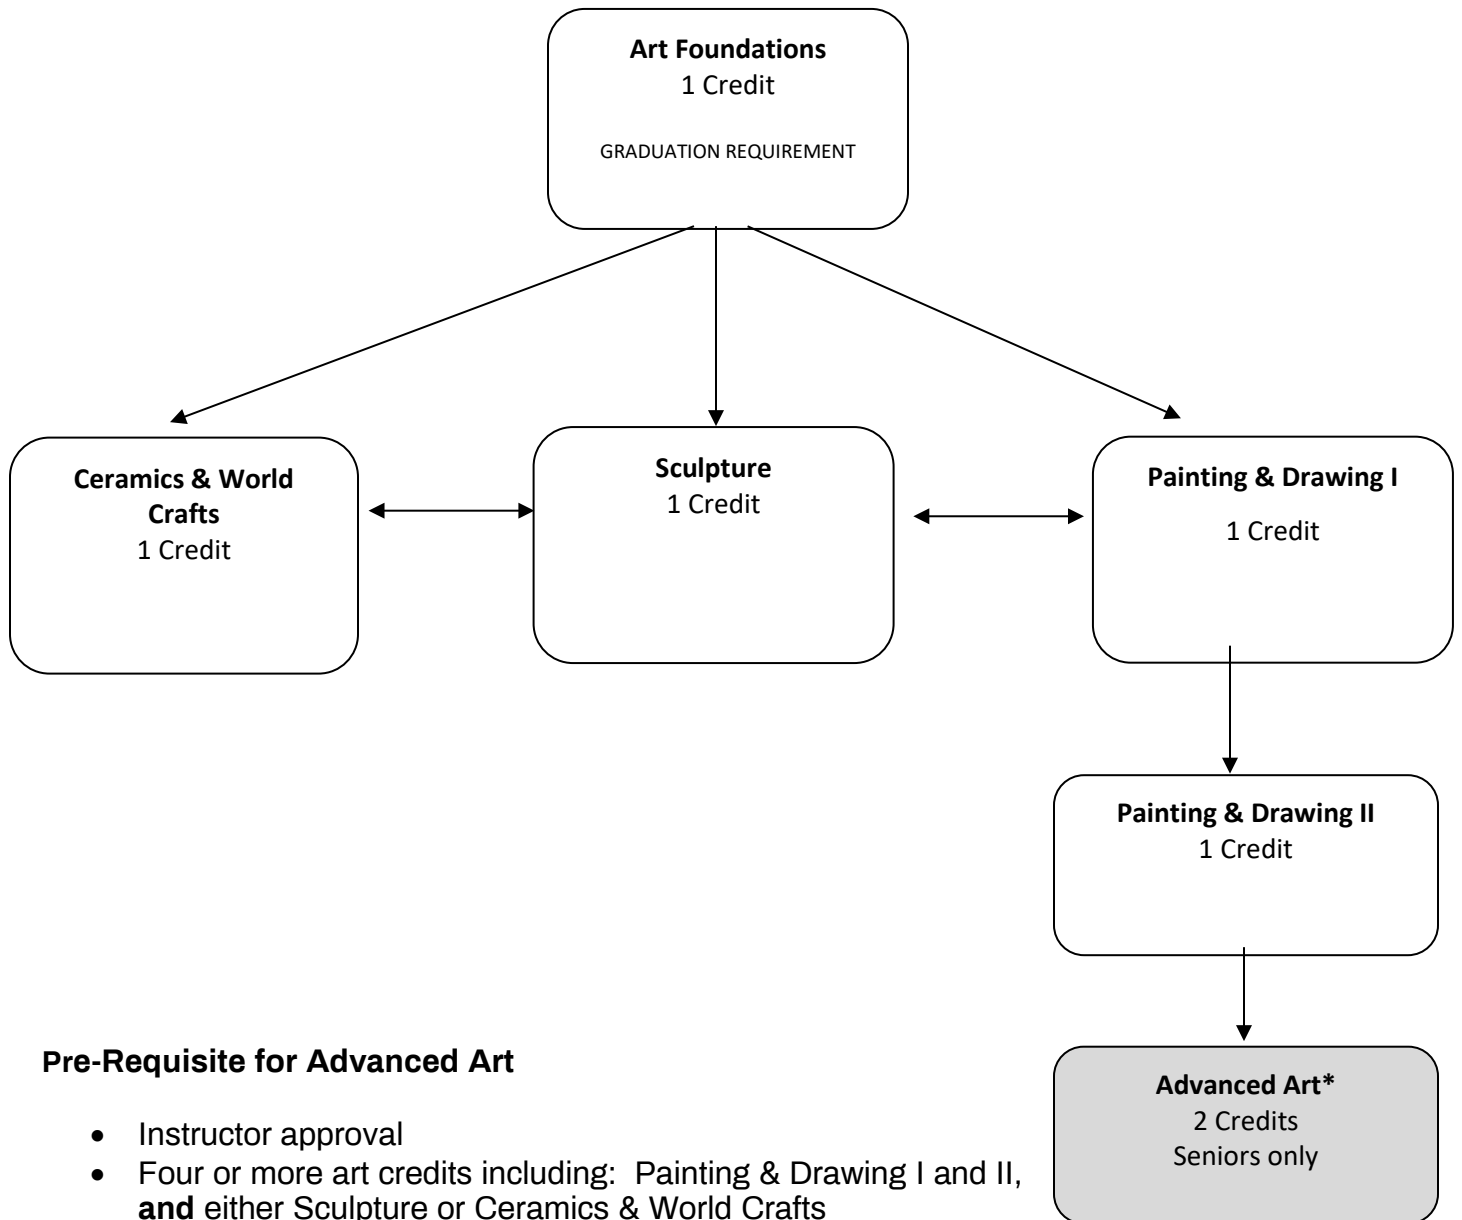 Art Foundations
1 Credit
GRADUATION REQUIREMENT
Ceramics & World
Crafts
1 Credit
Sculpture
1 Credit
Painting & Drawing I
1 Credit
Painting & Drawing II
1 Credit
Advanced Art*
2 Credits
Seniors only
Pre-Requisite for Advanced Art
• Instructor approval
• Four or more art credits including: Painting & Drawing I and II,
and either Sculpture or Ceramics & World Crafts